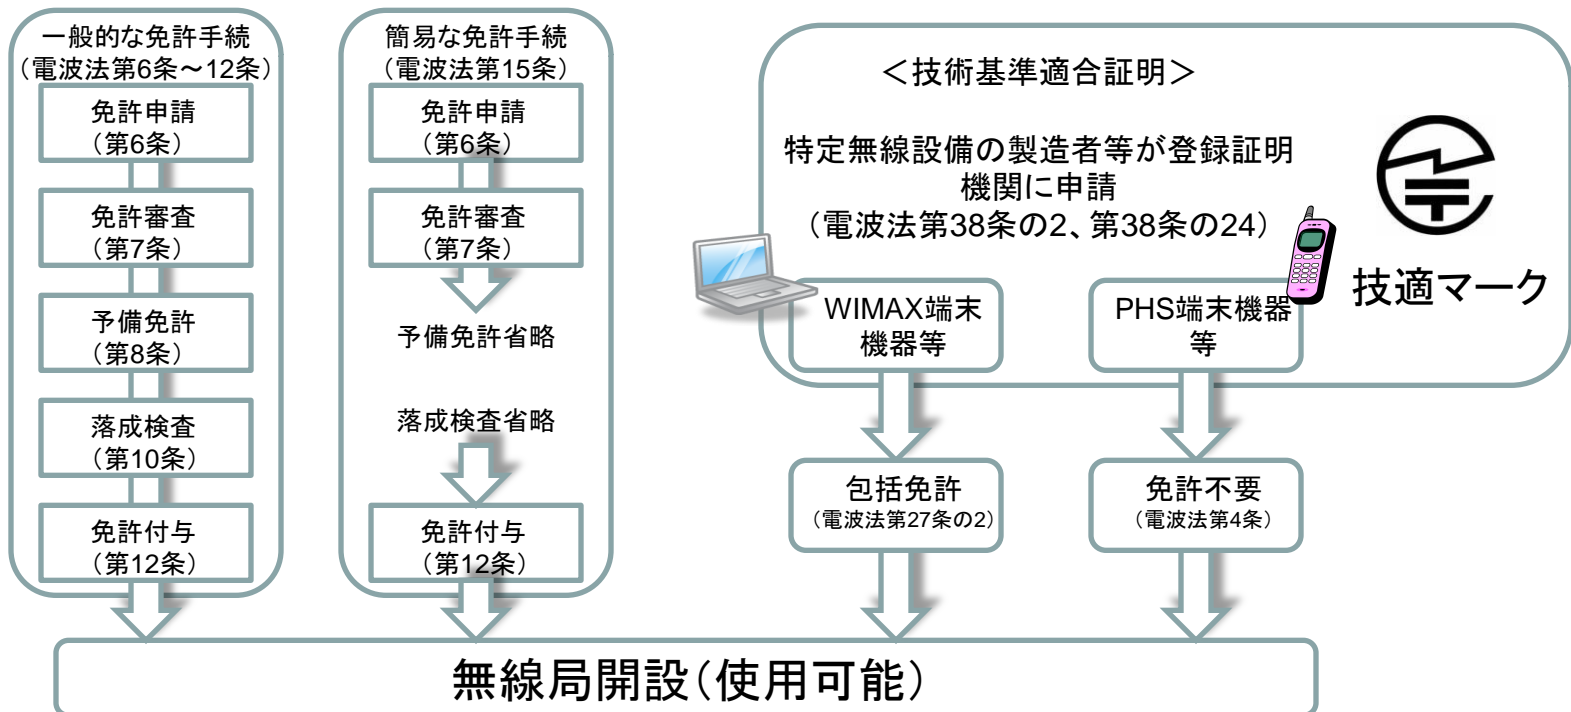 一般的な免許手続
（電波法第6条～12条）
免許申請
（第6条）
免許審査
（第7条）
予備免許
（第8条）
落成検査
（第10条）
免許付与
（第12条）
簡易な免許手続
（電波法第15条）
免許申請
（第6条）
免許審査
（第7条）
予備免許省略
落成検査省略
免許付与
（第12条）
＜技術基準適合証明＞
特定無線設備の製造者等が登録証明
機関に申請
（電波法第38条の2、第38条の24）
技適マーク
WIMAX端末
機器等
PHS端末機器
等
包括免許
（電波法第27条の2）
免許不要
（電波法第4条）
無線局開設（使用可能）